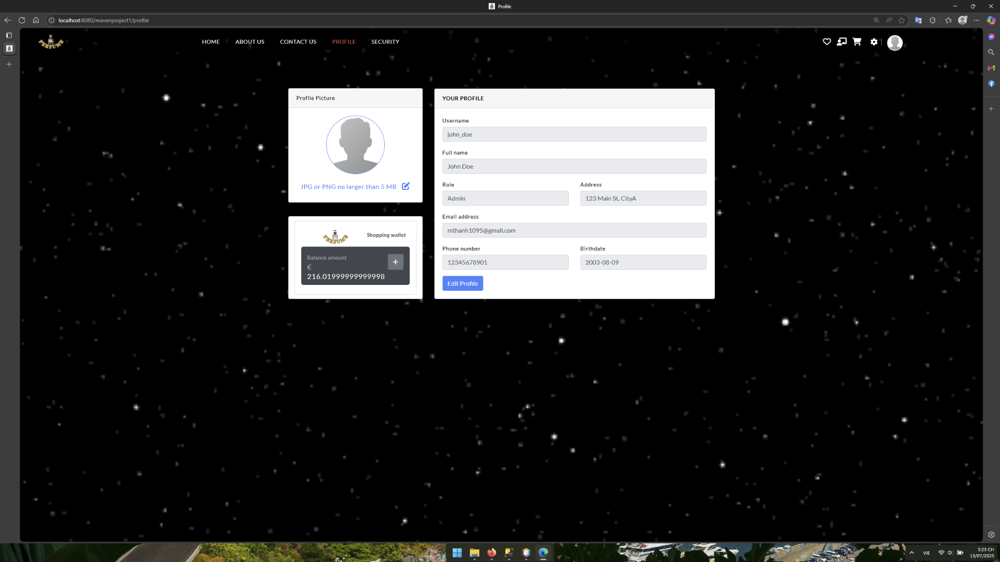 Profile
localhost:8080/mavenproject1/profile
PERFUME
HOME
ABOUT US
CONTACT US
PROFILE
SECURITY
Profile Picture
JPG or PNG no larger than 5 MB
PERFUME
Shopping wallet
Balance amount
€
216.01999999999998
YOUR PROFILE
Username
john_doe
Full name
John Doe
Role
Address
Admin
123 Main St, CityA
Email address
mthanh1095@gmail.com
Phone number
Birthdate
12345678901
2003-08-09
Edit Profile
VIE
5:23 CH
13/07/2025